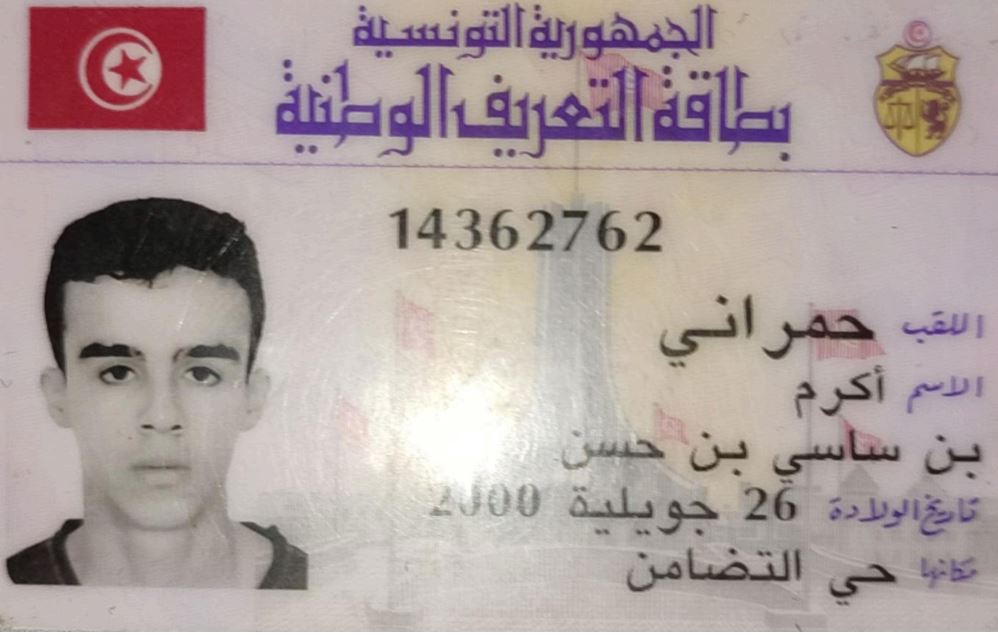 الجمهورية التونسية
بطاقة التعريف الوطنية
14362762
اللقب حمراني
الاسم أكرم
بن ساسي بن حسن
تاريخ الولادة 26 جويلية 2000
مكانها حي التضامن